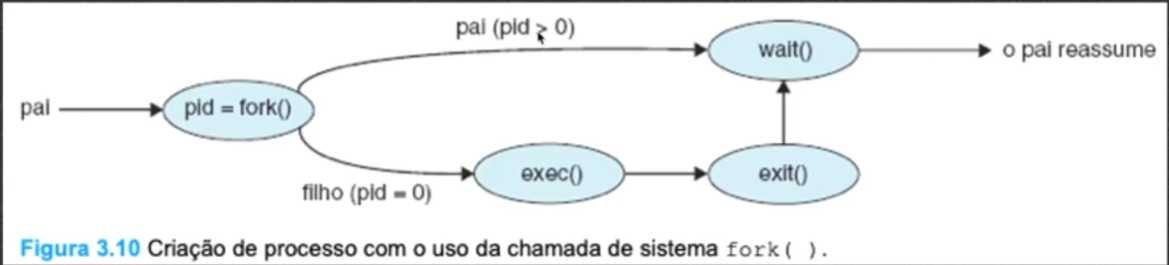 pai (pid > 0)
wait()
o pai reassume
pai
pid = fork()
exec()
exit()
filho (pid = 0)
Figura 3.10 Criação de processo com o uso da chamada de sistema fork( ).